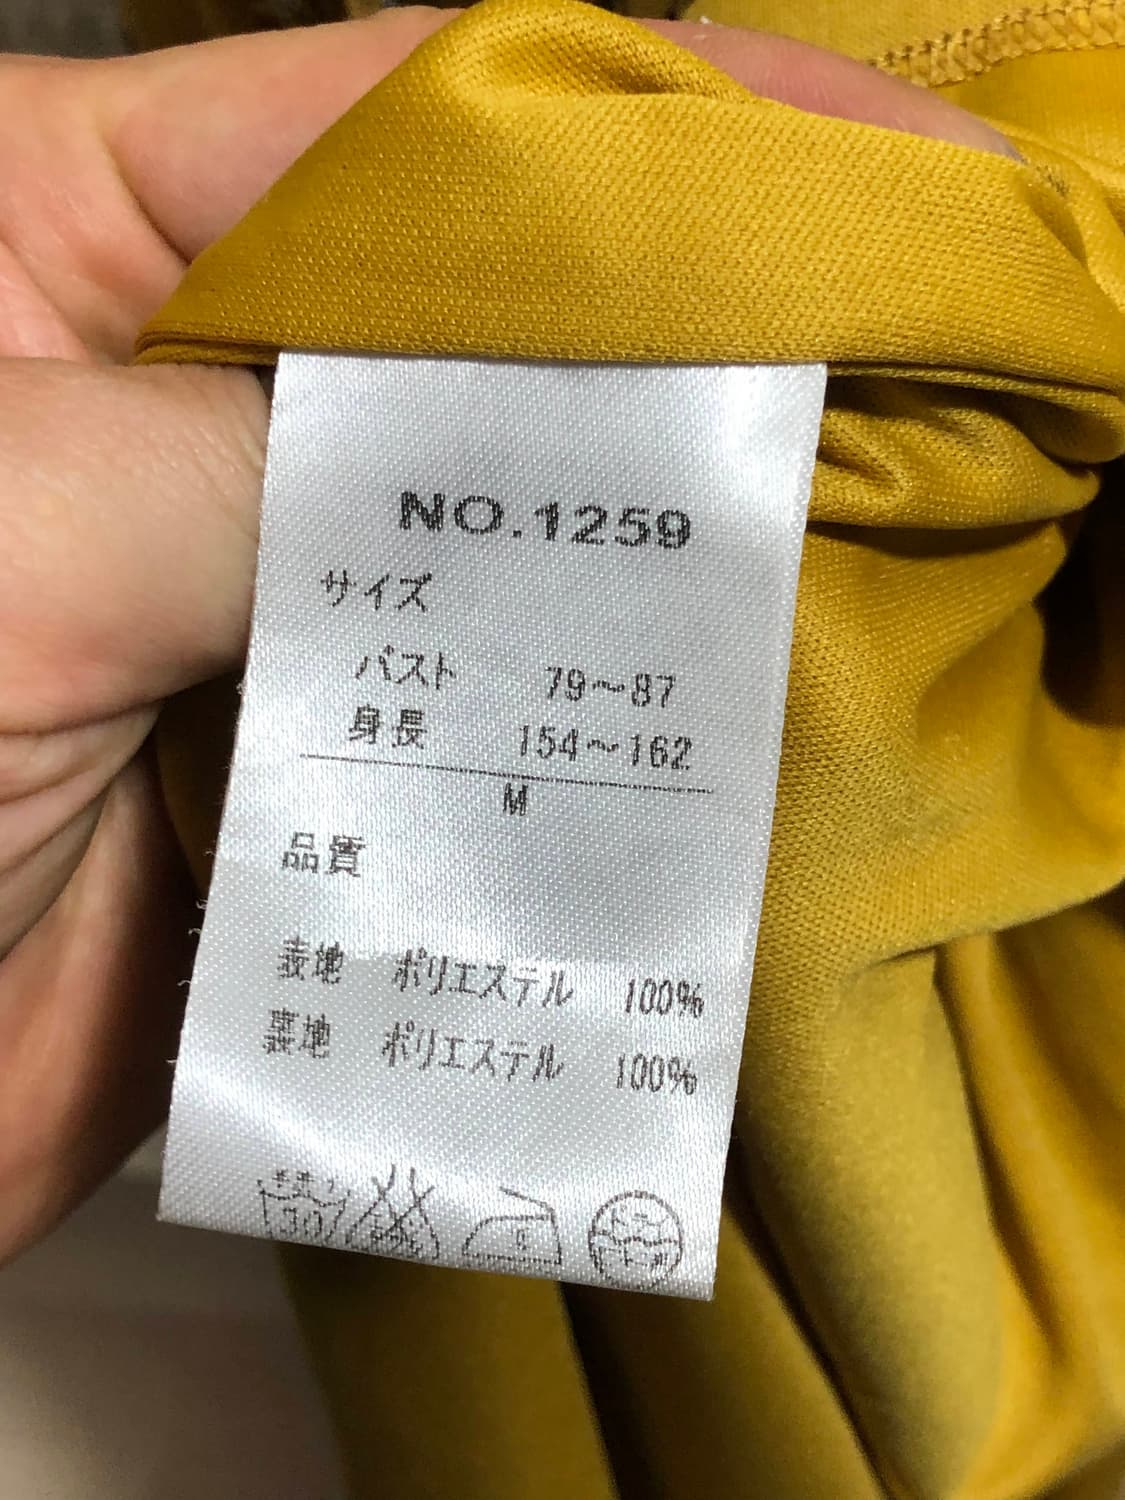 NO.1259
サイズ
バスト 79～87
身長 154～162
M
品質
表地 ポリエステル 100%
裏地 ポリエステル 100%
30